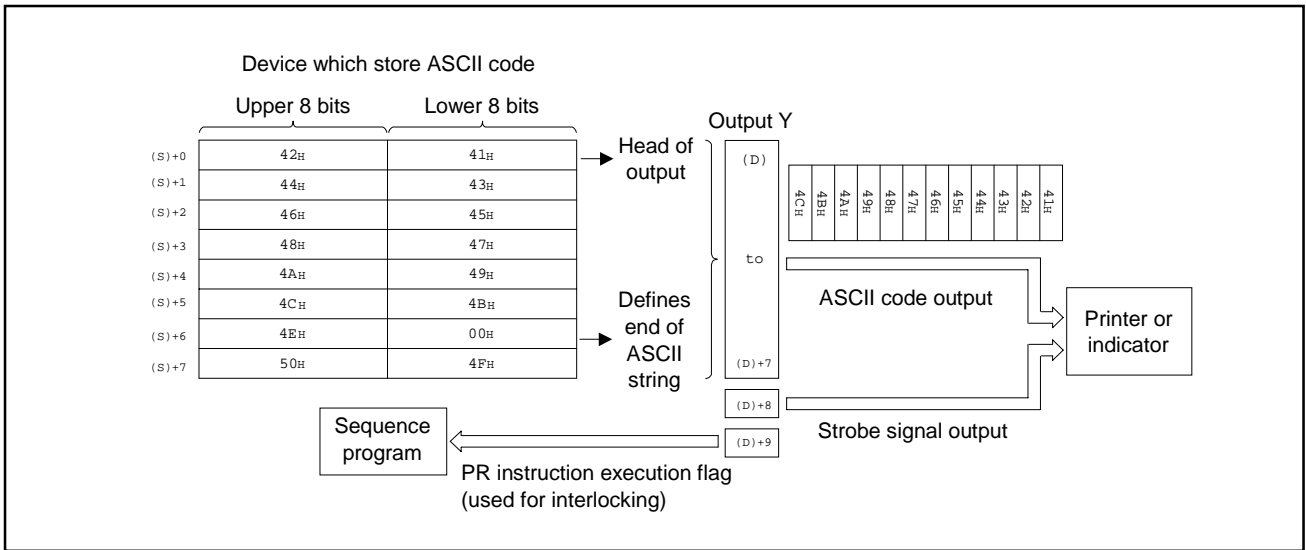 Device which store ASCII code
Upper 8 bits
Lower 8 bits
(S)+0 42H 41H
(S)+1 44H 43H
(S)+2 46H 45H
(S)+3 48H 47H
(S)+4 4AH 49H
(S)+5 4CH 4BH
(S)+6 4EH 00H
(S)+7 50H 4FH
Head of
output
Defines
end of
ASCII
string
Output Y
(D)
to
(D)+7
(D)+8
(D)+9
4CH 4BH 4AH 49H 48H 47H 46H 45H 44H 43H 42H 41H
ASCII code output
Printer or
indicator
Strobe signal output
Sequence
program
PR instruction execution flag
(used for interlocking)